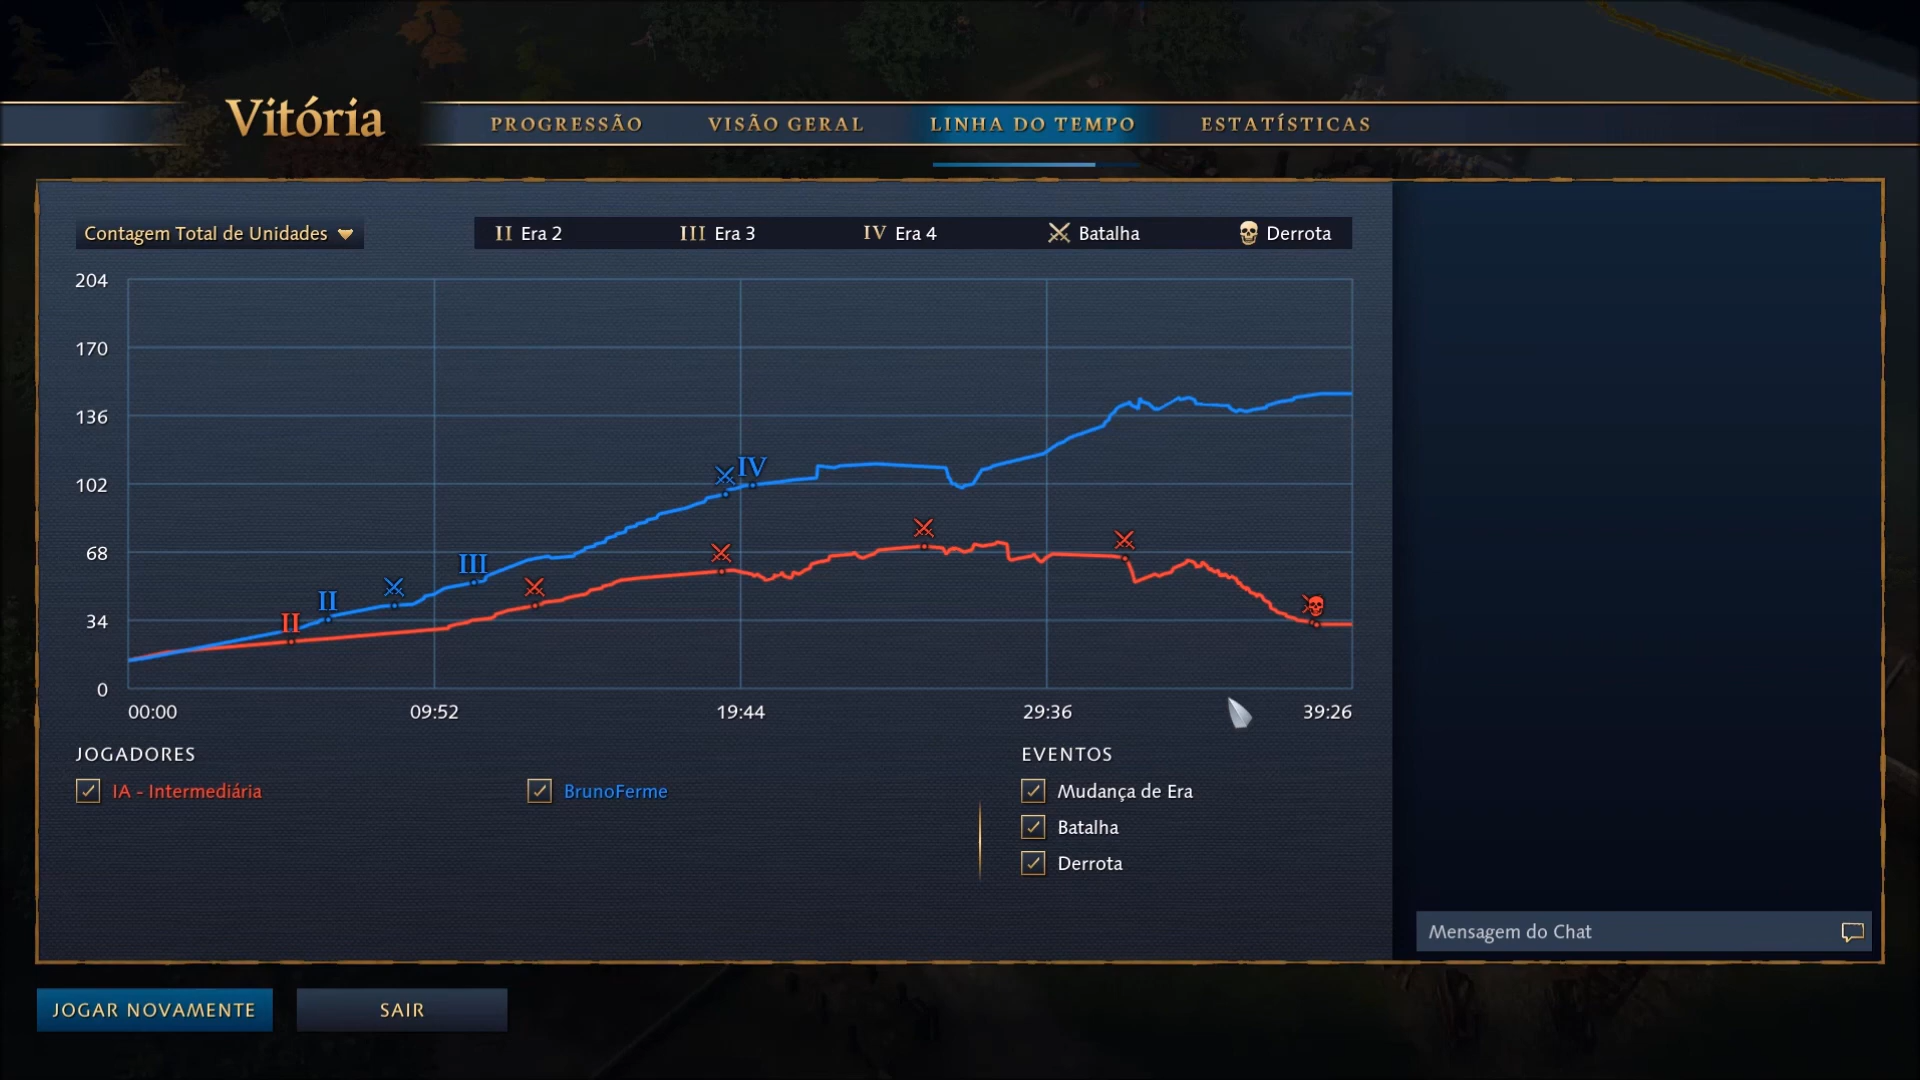 Vitória
PROGRESSÃO VISÃO GERAL LINHA DO TEMPO ESTATÍSTICAS
Contagem Total de Unidades
II Era 2 III Era 3 IV Era 4 Batalha Derrota
204
170
136
102
68
34
0
IV
III
II
II
00:00 09:52 19:44 29:36 39:26
JOGADORES
IA - Intermediária BrunoFerme
EVENTOS
Mudança de Era
Batalha
Derrota
Mensagem do Chat
JOGAR NOVAMENTE SAIR